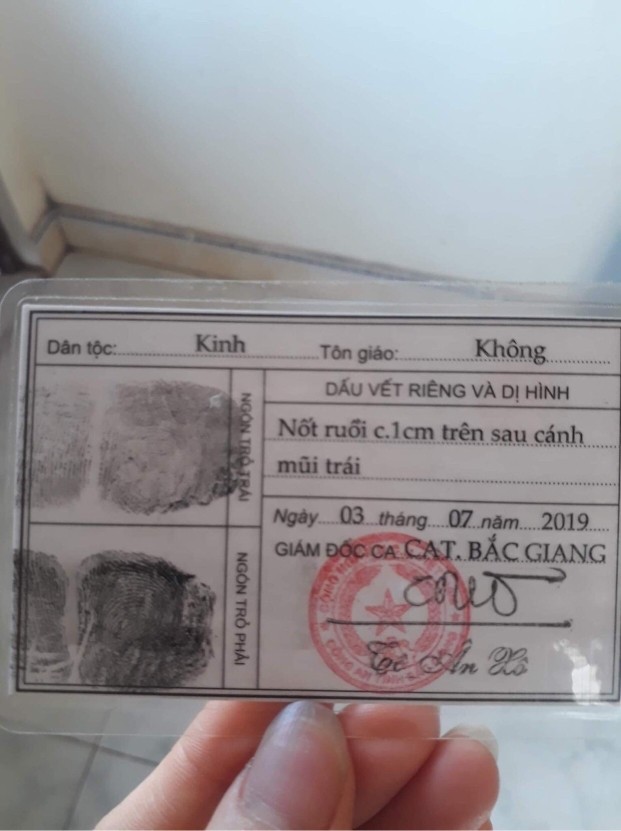 Dân tộc: Kinh Tôn giáo: Không
NGÓN TRỎ TRÁI
DẤU VẾT RIÊNG VÀ DỊ HÌNH
Nốt ruồi c.1cm trên sau cánh
mũi trái
NGÓN TRỎ PHẢI
Ngày 03 tháng 07 năm 2019
GIÁM ĐỐC CA CAT. BẮC GIANG